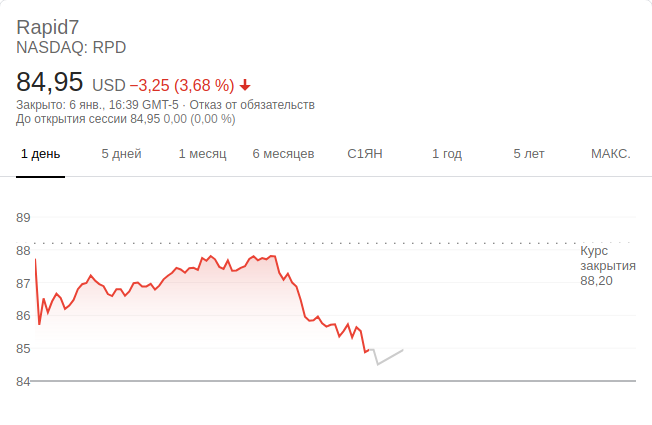 Rapid7
NASDAQ: RPD
84,95 USD −3,25 (3,68 %)
Закрыто: 6 янв., 16:39 GMT-5 · Отказ от обязательств
До открытия сессии 84,95 0,00 (0,00 %)
1 день 5 дней 1 месяц 6 месяцев С1ЯН 1 год 5 лет МАКС.
89
88
87
86
85
84
Курс
закрытия
88,20